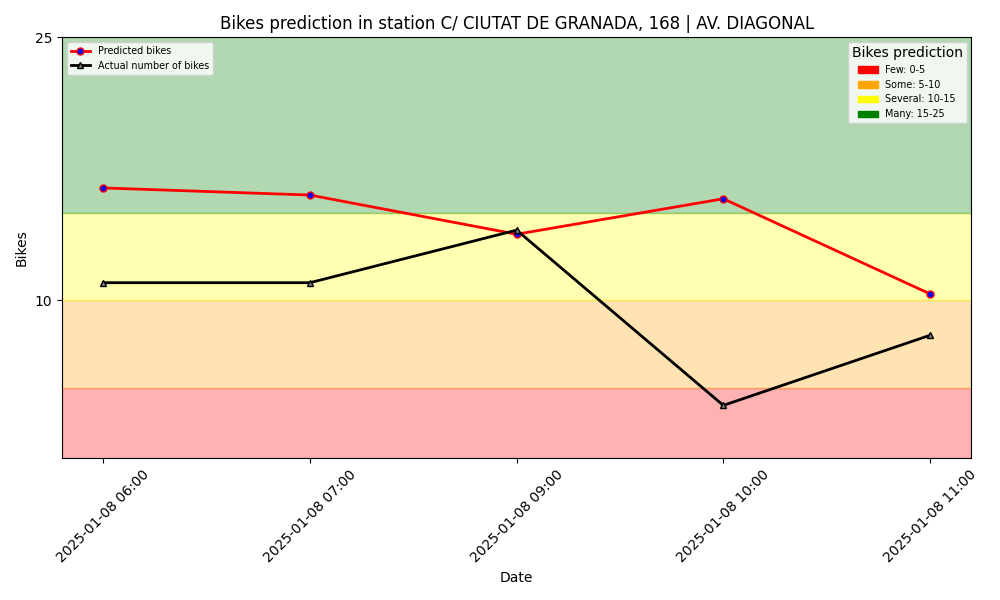 Bikes prediction in station C/ CIUTAT DE GRANADA, 168 | AV. DIAGONAL
25
Predicted bikes
Actual number of bikes
Bikes prediction
Few: 0-5
Some: 5-10
Several: 10-15
Many: 15-25
Bikes
10
2025-01-08 06:00
2025-01-08 07:00
2025-01-08 09:00
2025-01-08 10:00
2025-01-08 11:00
Date